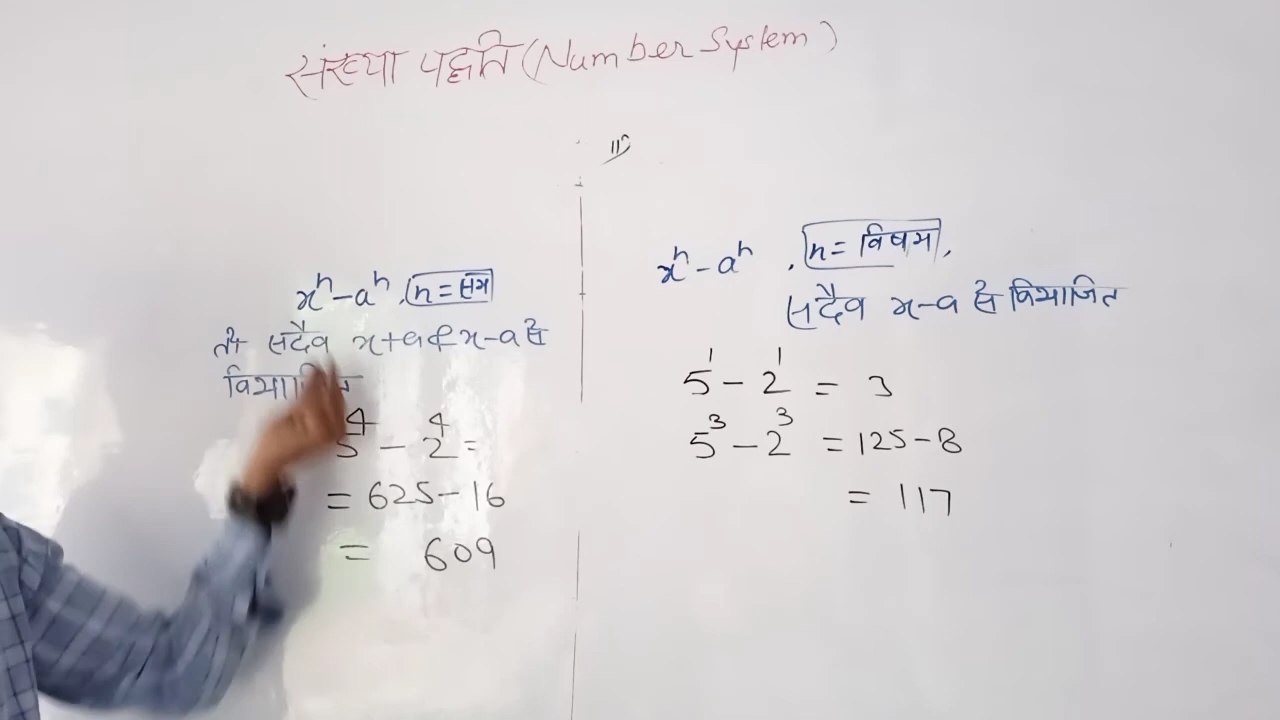 संख्या पद्धति (Number System)
xⁿ - aⁿ, n = सम
सदैव x+a व x-a से
5⁴ - 2⁴ =
= 625 - 16
= 609
xⁿ - aⁿ, n = विषम,
सदैव x-a से विभाजित
5¹ - 2¹ = 3
5³ - 2³ = 125 - 8
= 117